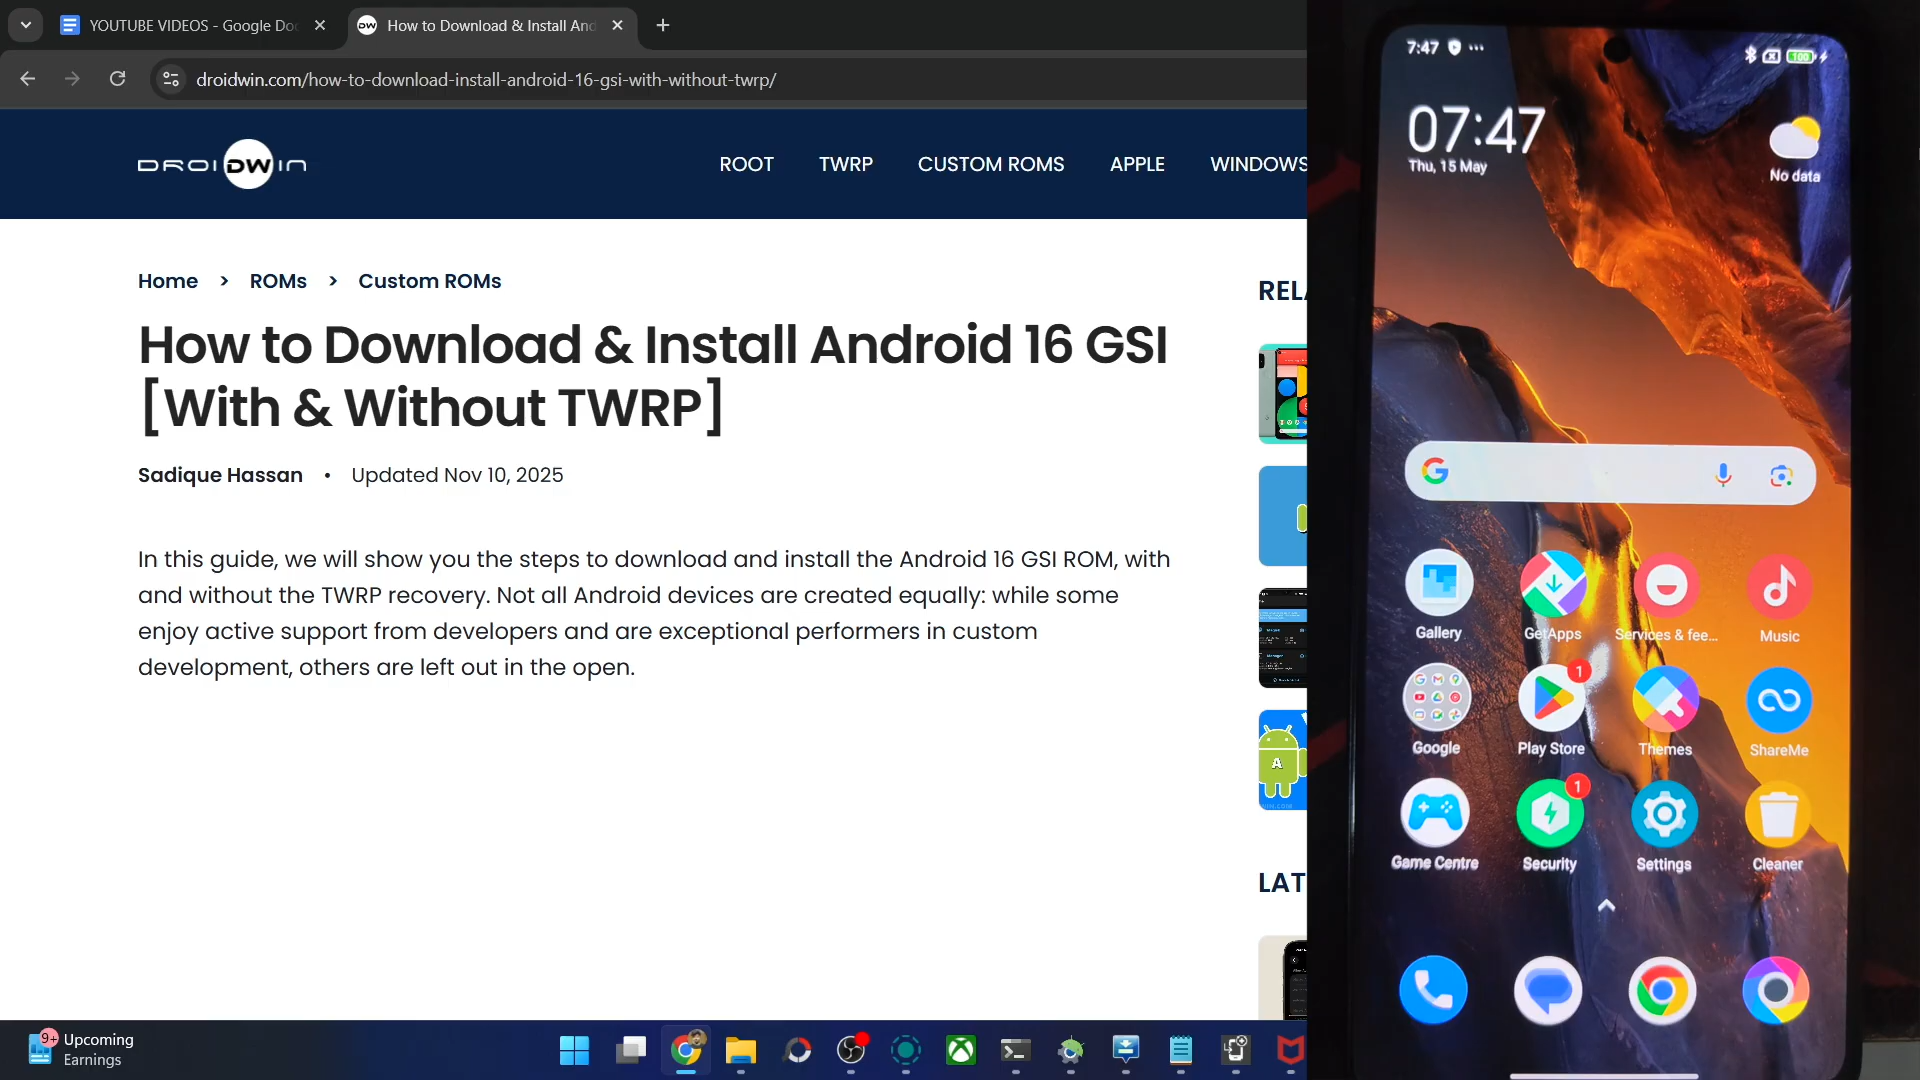 YOUTUBE VIDEOS - Google Doc
DW
How to Download & Install And
droidwin.com/how-to-download-install-android-16-gsi-with-without-twrp/
DROIDWIN
ROOT
TWRP
CUSTOM ROMS
APPLE
WINDOWS
Home > ROMs > Custom ROMs
How to Download & Install Android 16 GSI
[With & Without TWRP]
Sadique Hassan • Updated Nov 10, 2025
In this guide, we will show you the steps to download and install the Android 16 GSI ROM, with
and without the TWRP recovery. Not all Android devices are created equally: while some
enjoy active support from developers and are exceptional performers in custom
development, others are left out in the open.
RELA
A
LAT
9+
Upcoming
Earnings
7:47
100
07:47
Thu, 15 May
No data
Gallery
GetApps
Services & fee...
Music
1
Google
Play Store
Themes
ShareMe
1
Game Centre
Security
Settings
Cleaner